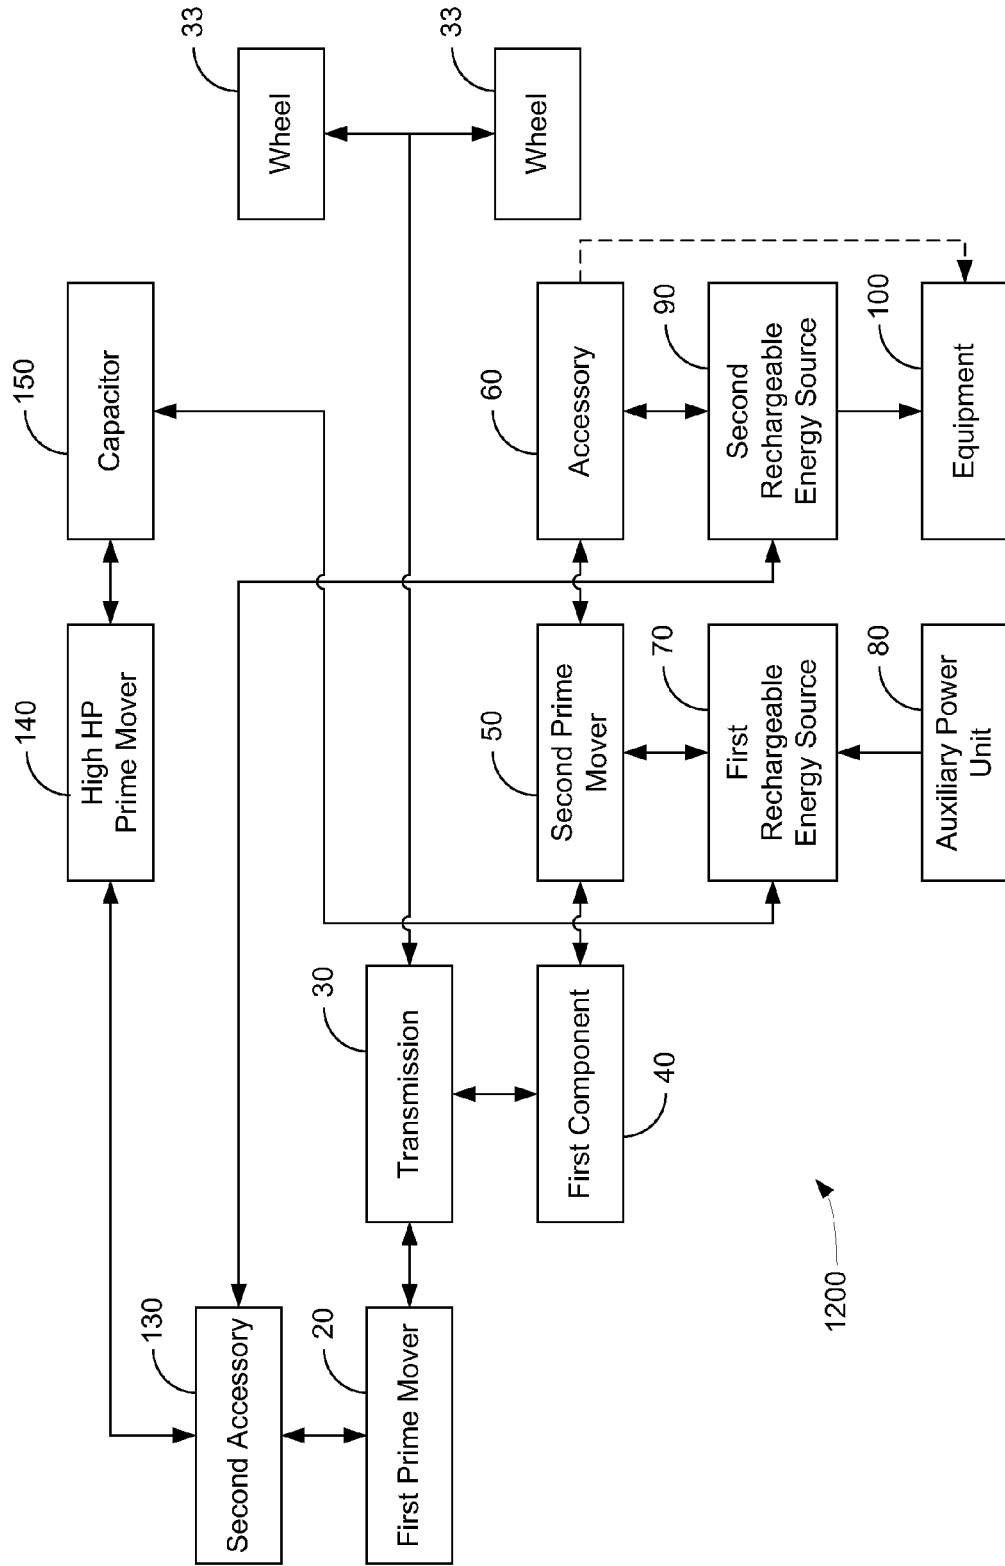 33
Wheel
33
Wheel
150
Capacitor
140
High HP
Prime Mover
130
Second Accessory
20
First Prime Mover
30
Transmission
First Component
40
50
Second Prime
Mover
60
Accessory
70
First
Rechargeable
Energy Source
90
Second
Rechargeable
Energy Source
80
Auxiliary Power
Unit
100
Equipment
1200